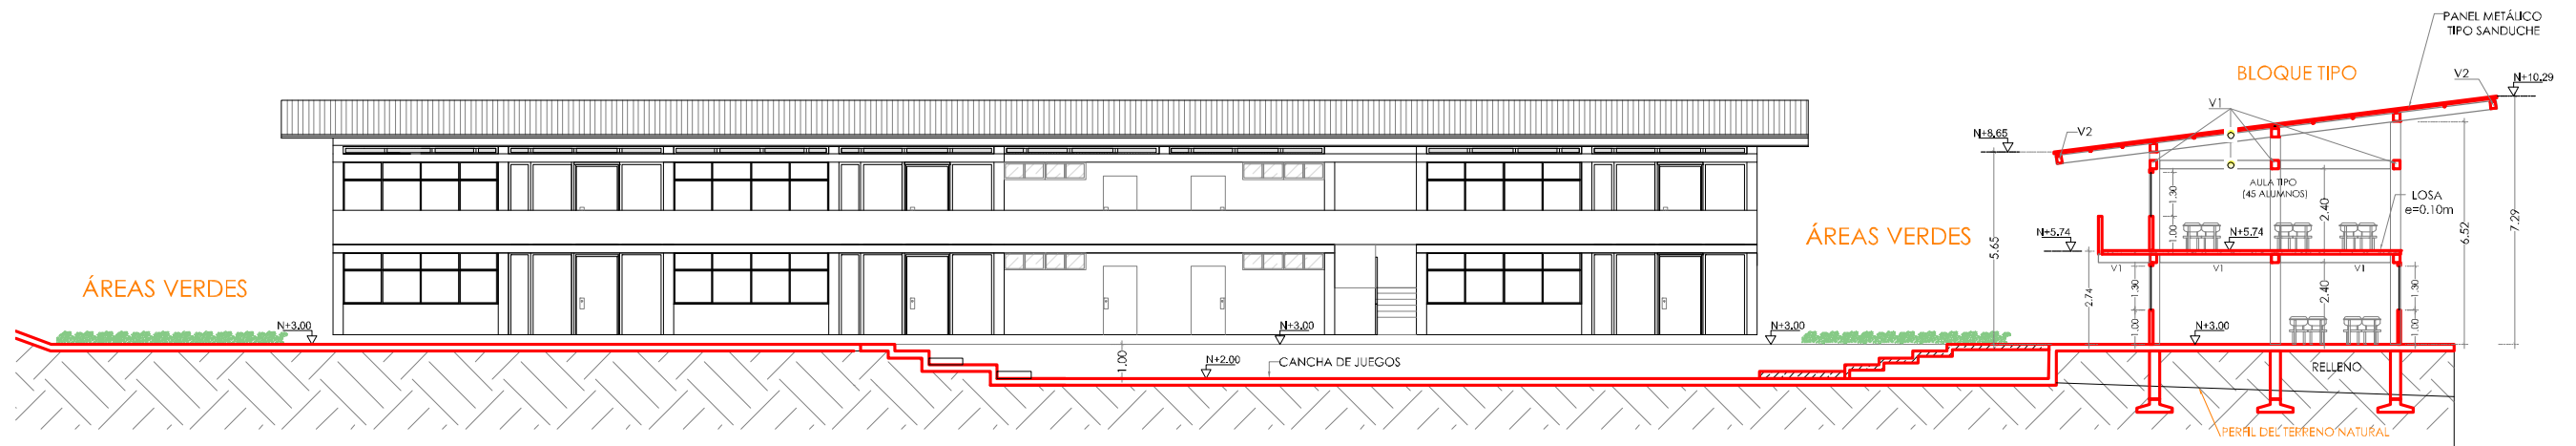 PANEL METÁLICO
TIPO SANDUCHE
BLOQUE TIPO
V2
N+10.29
V1
N+8.65
V2
AULA TIPO
(45 ALUMNOS)
LOSA
e=0.10m
1.30
2.40
1.00
6.52
7.29
5.65
ÁREAS VERDES
N+5.74
N+5.74
V1
V1
V1
2.74
1.30
2.40
1.30
1.00
1.00
ÁREAS VERDES
N+3.00
N+3.00
N+3.00
N+3.00
1.00
N+2.00
CANCHA DE JUEGOS
RELLENO
PERFIL DEL TERRENO NATURAL